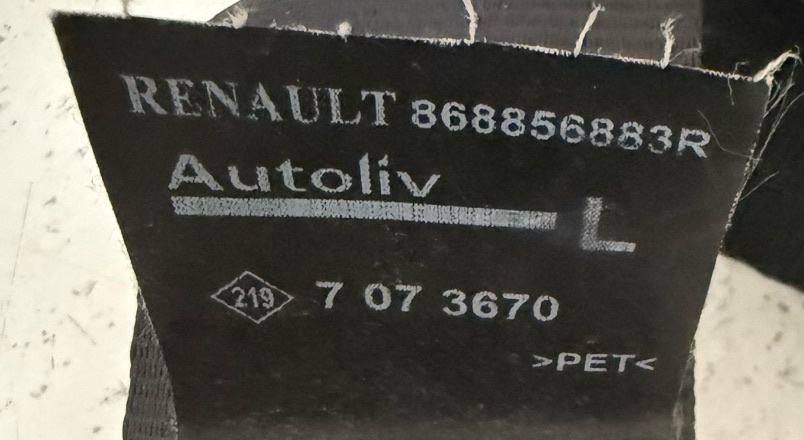 RENAULT 868856883R
Autoliv
L
219 7 07 3670
>PET<